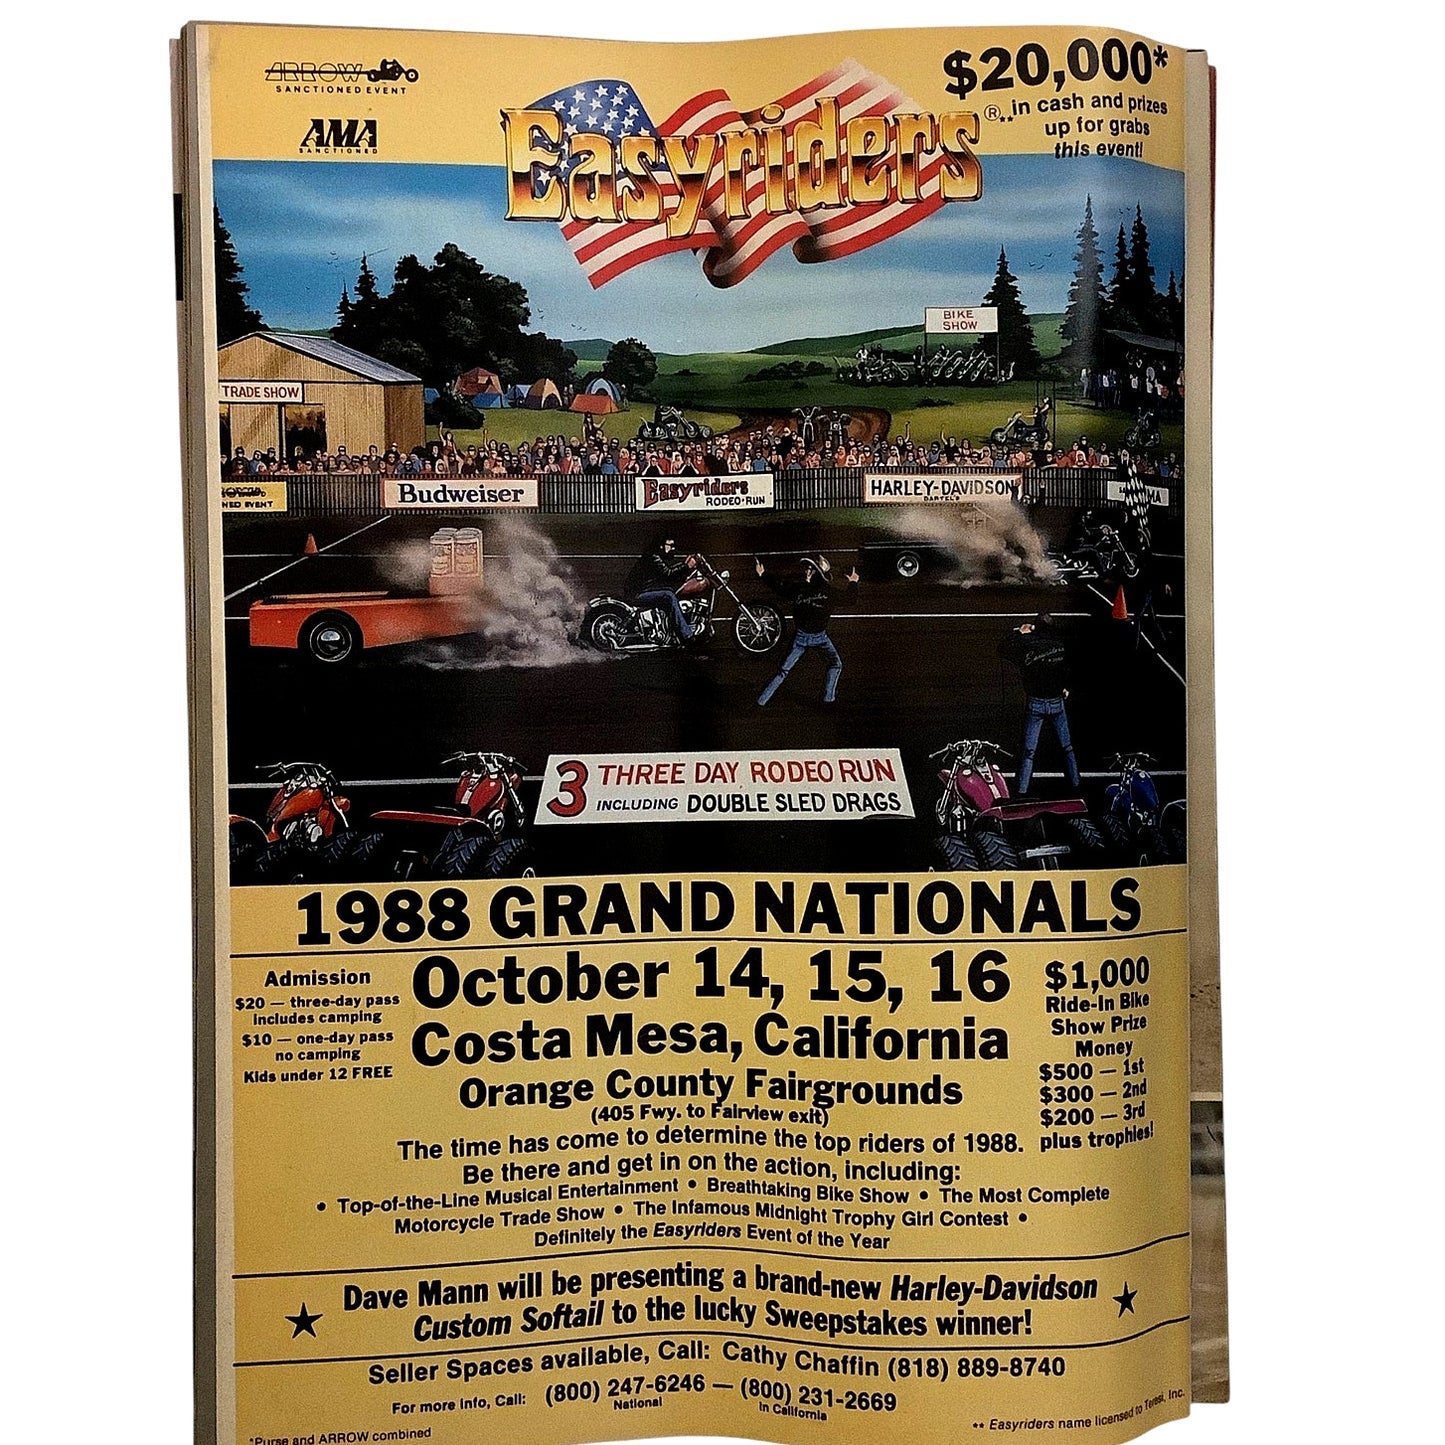 ARROW
SANCTIONED EVENT
AMA
SANCTIONED
Easyriders®**
$20,000*
...in cash and prizes
up for grabs
this event!
BIKE
SHOW
TRADE SHOW
EVENT
Budweiser
Easyriders
RODEO·RUN
HARLEY-DAVIDSON
BARTEL'S
Easyriders
Easyriders
3 THREE DAY RODEO RUN
INCLUDING DOUBLE SLED DRAGS
1988 GRAND NATIONALS
October 14, 15, 16
Costa Mesa, California
Orange County Fairgrounds
(405 Fwy. to Fairview exit)
Admission
$20 — three-day pass
includes camping
$10 — one-day pass
no camping
Kids under 12 FREE
$1,000
Ride-In Bike
Show Prize
Money
$500 — 1st
$300 — 2nd
$200 — 3rd
plus trophies!
The time has come to determine the top riders of 1988.
Be there and get in on the action, including:
• Top-of-the-Line Musical Entertainment • Breathtaking Bike Show • The Most Complete
Motorcycle Trade Show • The Infamous Midnight Trophy Girl Contest •
Definitely the Easyriders Event of the Year
Dave Mann will be presenting a brand-new Harley-Davidson
Custom Softail to the lucky Sweepstakes winner!
Seller Spaces available, Call: Cathy Chaffin (818) 889-8740
For more info, Call: (800) 247-6246 — (800) 231-2669
National In California
*Purse and ARROW combined
** Easyriders name licensed to Teresi, Inc.